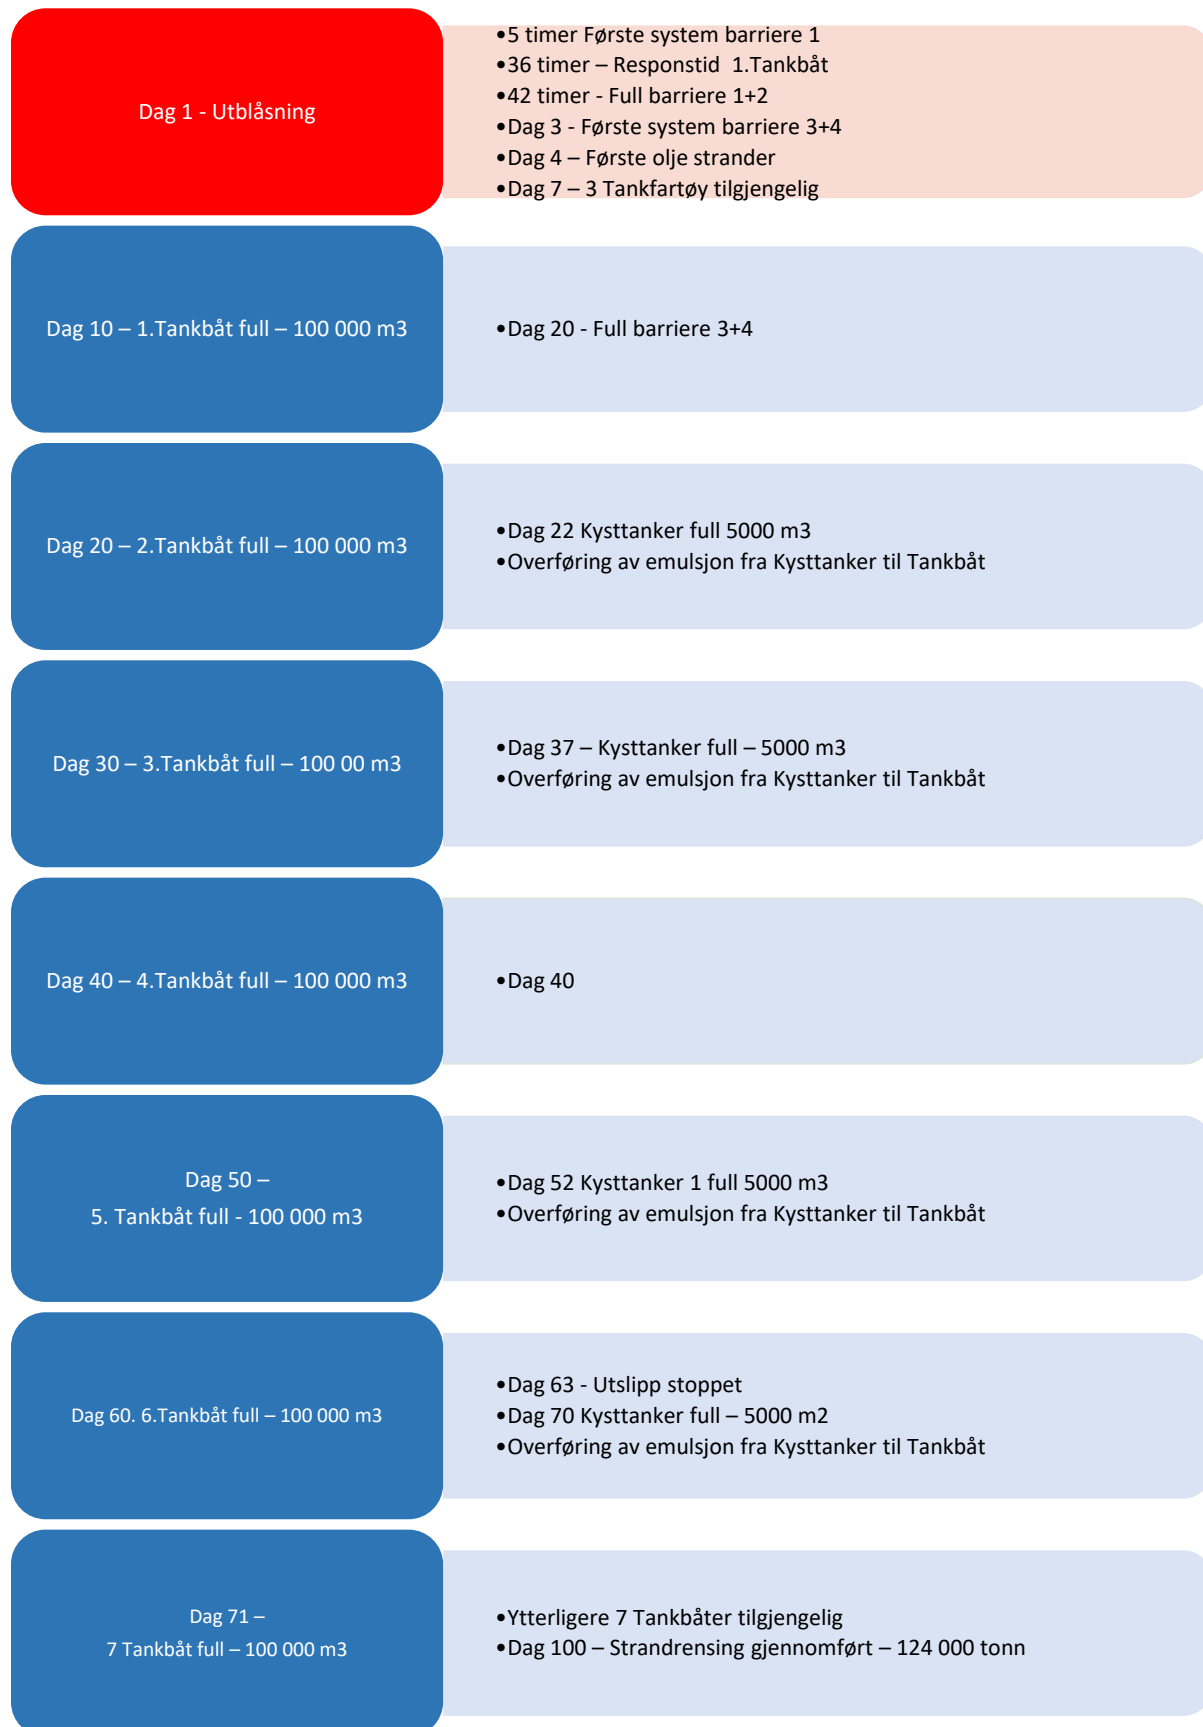 Dag 1 - Utblåsning
•5 timer Første system barriere 1
•36 timer – Responstid  1.Tankbåt
•42 timer - Full barriere 1+2
•Dag 3 - Første system barriere 3+4
•Dag 4 – Første olje strander
•Dag 7 – 3 Tankfartøy tilgjengelig
Dag 10 – 1.Tankbåt full – 100 000 m3
•Dag 20 - Full barriere 3+4
Dag 20 – 2.Tankbåt full – 100 000 m3
•Dag 22 Kysttanker full 5000 m3
•Overføring av emulsjon fra Kysttanker til Tankbåt
Dag 30 – 3.Tankbåt full – 100 00 m3
•Dag 37 – Kysttanker full – 5000 m3
•Overføring av emulsjon fra Kysttanker til Tankbåt
Dag 40 – 4.Tankbåt full – 100 000 m3
•Dag 40
Dag 50 –
5. Tankbåt full - 100 000 m3
•Dag 52 Kysttanker 1 full 5000 m3
•Overføring av emulsjon fra Kysttanker til Tankbåt
Dag 60. 6.Tankbåt full – 100 000 m3
•Dag 63 - Utslipp stoppet
•Dag 70 Kysttanker full – 5000 m2
•Overføring av emulsjon fra Kysttanker til Tankbåt
Dag 71 –
7 Tankbåt full – 100 000 m3
•Ytterligere 7 Tankbåter tilgjengelig
•Dag 100 – Strandrensing gjennomført – 124 000 tonn